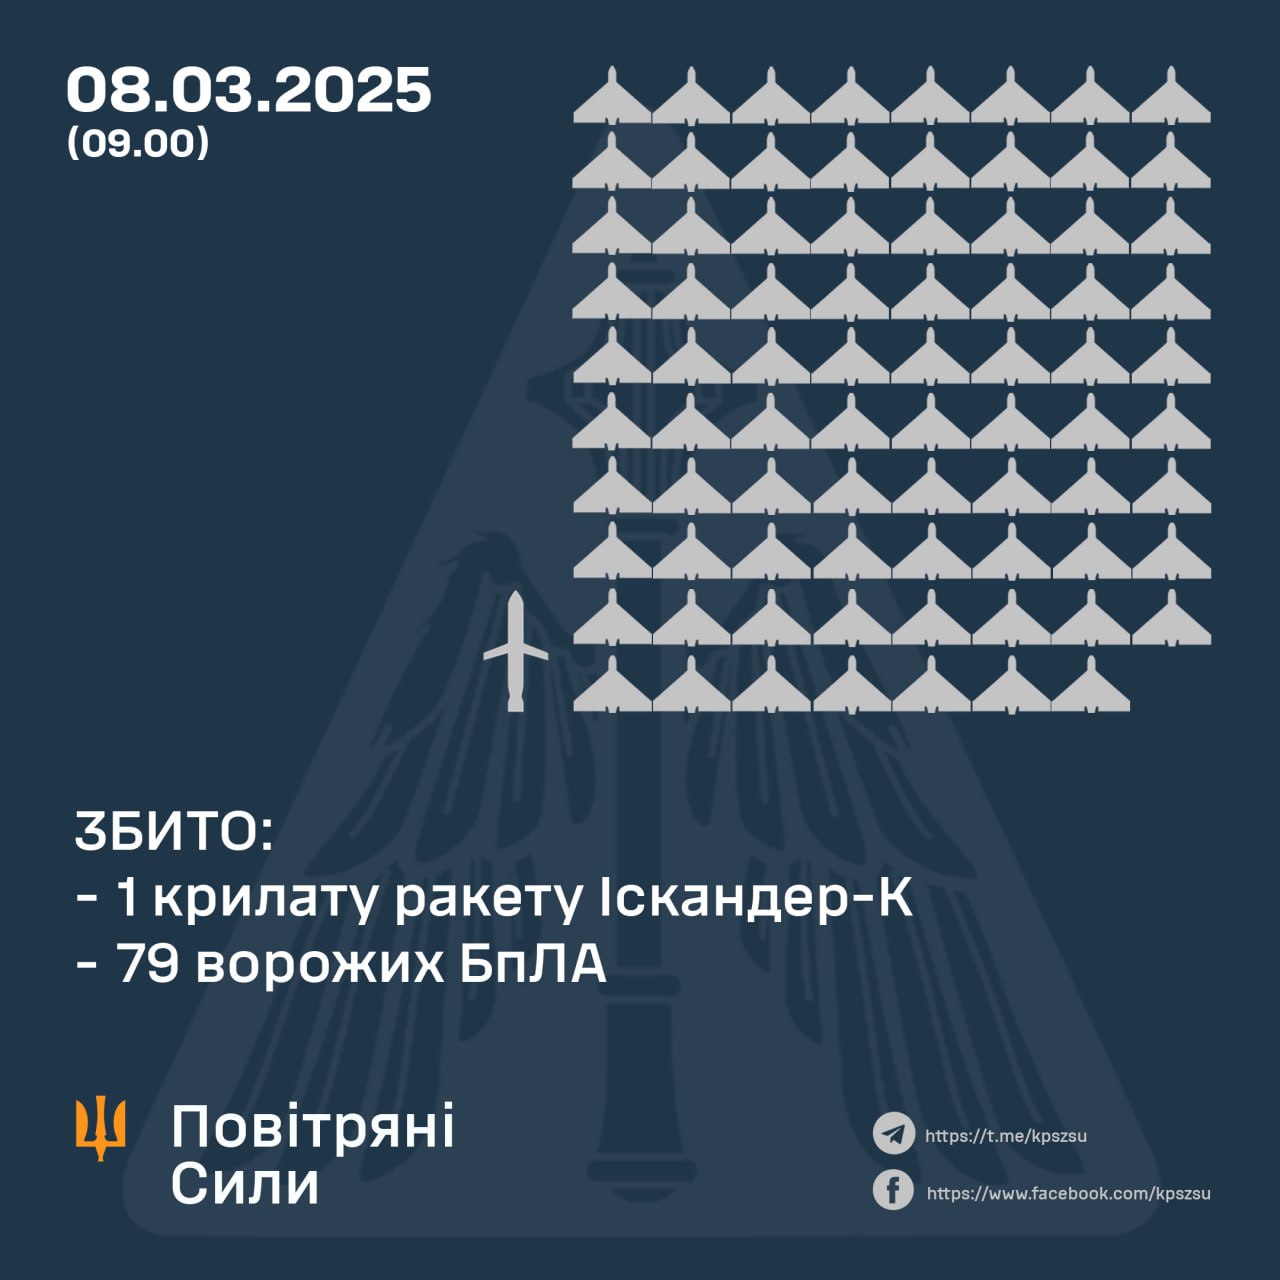 08.03.2025
(09.00)
ЗБИТО:
- 1 крилату ракету Іскандер-К
- 79 ворожих БпЛА
Повітряні
Сили
https://t.me/kpszsu
https://www.facebook.com/kpszsu